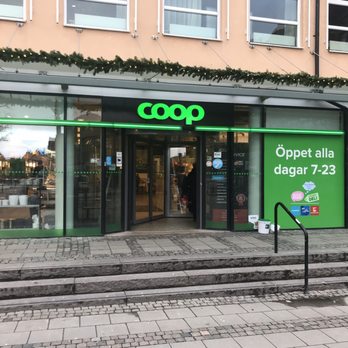 coop
Öppet alla
dagar 7-23